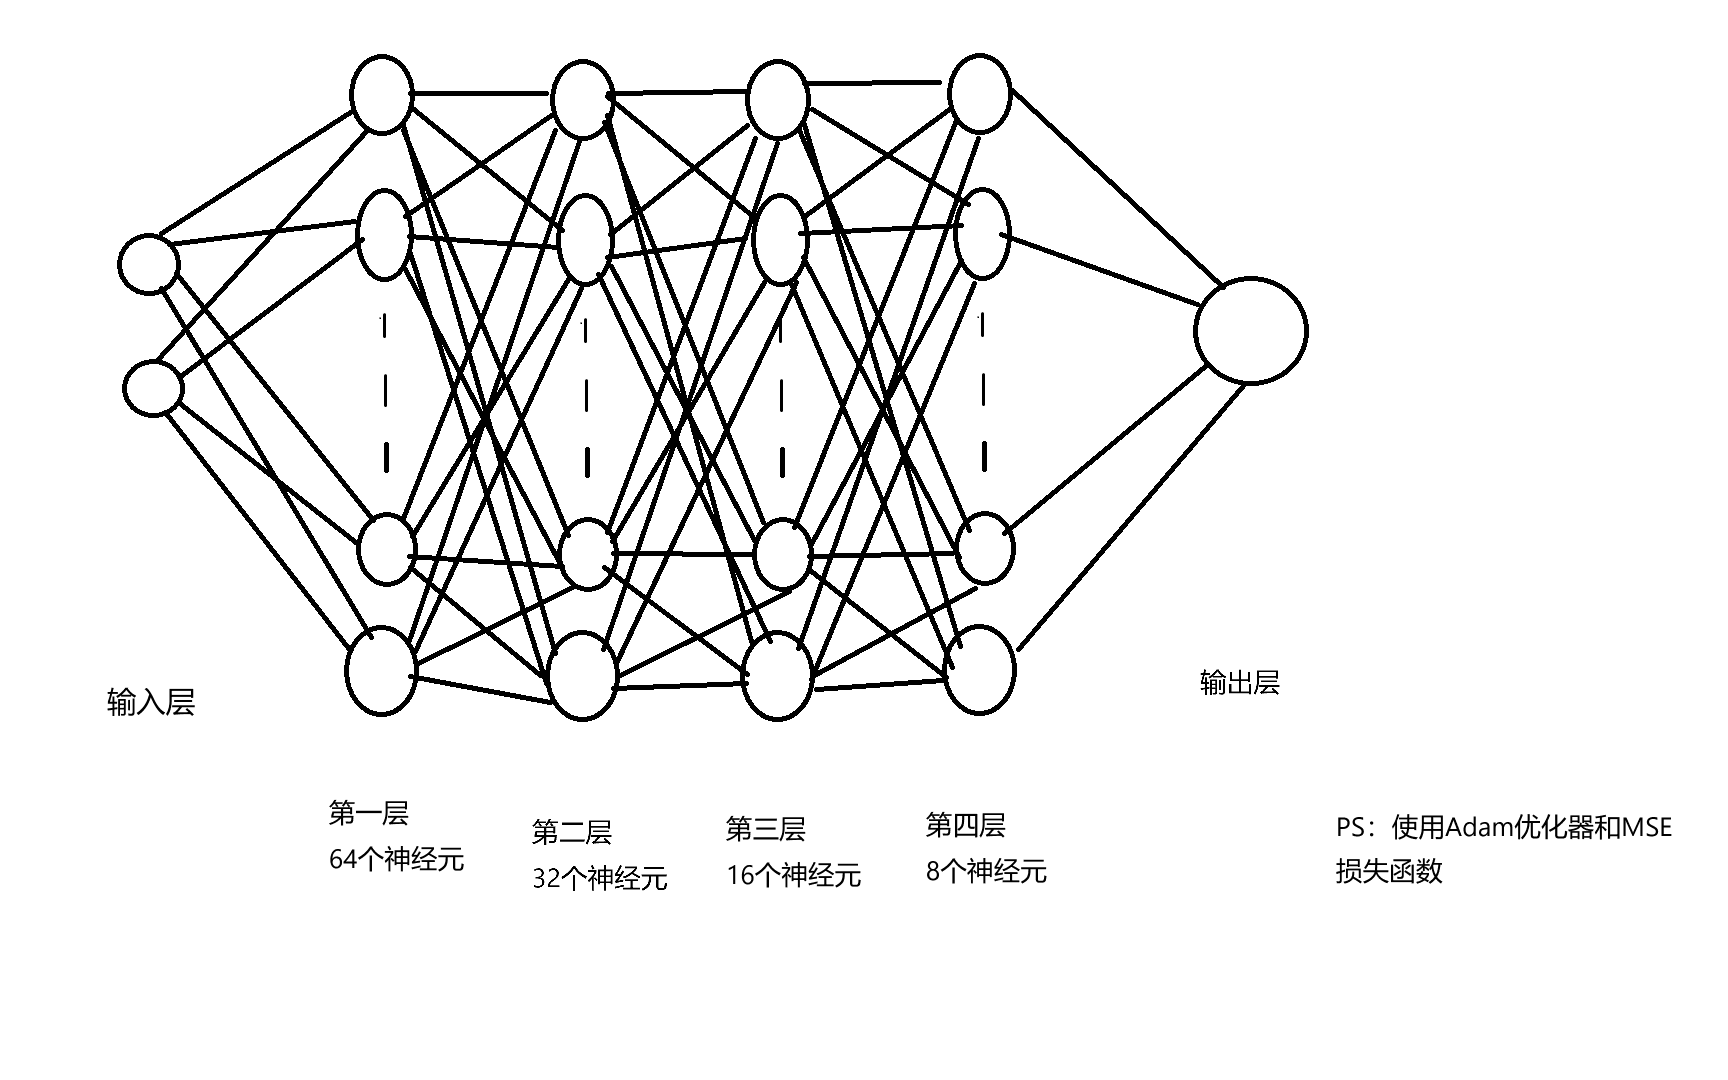 输入层
输出层
第一层
64个神经元
第二层
32个神经元
第三层
16个神经元
第四层
8个神经元
PS：使用Adam优化器和MSE
损失函数